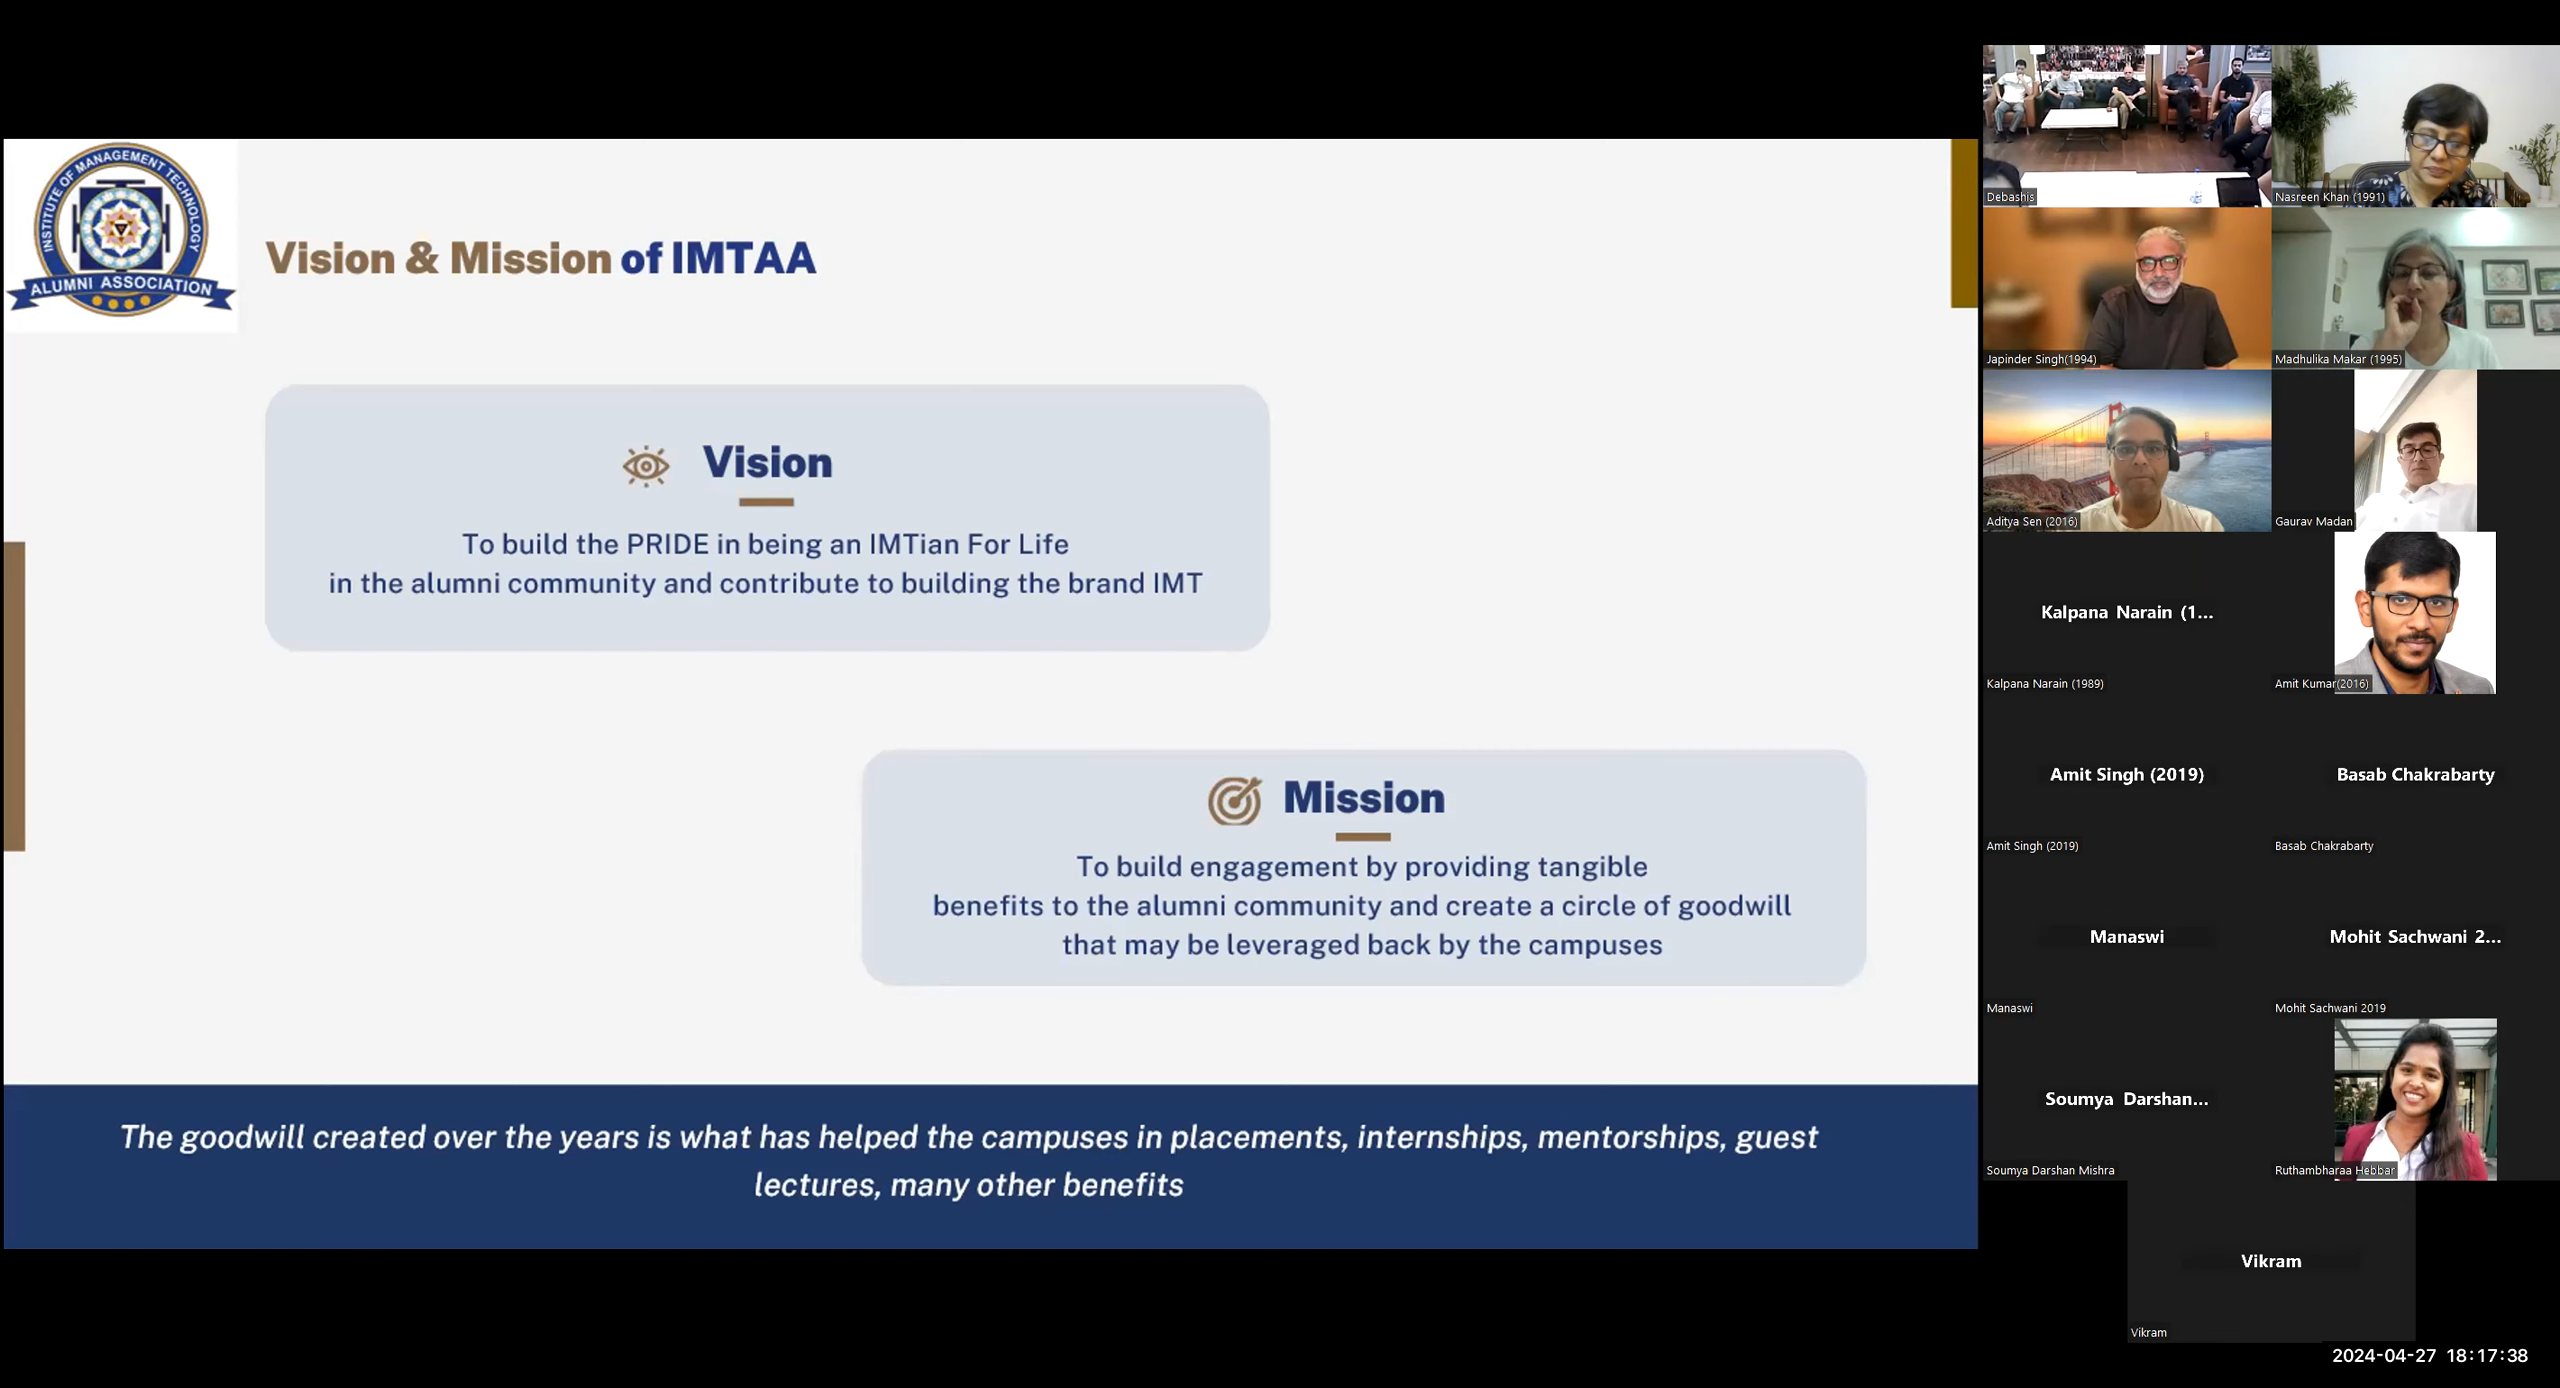 INSTITUTE OF MANAGEMENT TECHNOLOGY
ALUMNI ASSOCIATION
Vision & Mission of IMTAA
Vision
To build the PRIDE in being an IMTian For Life
in the alumni community and contribute to building the brand IMT
Mission
To build engagement by providing tangible
benefits to the alumni community and create a circle of goodwill
that may be leveraged back by the campuses
The goodwill created over the years is what has helped the campuses in placements, internships, mentorships, guest
lectures, many other benefits
Debashis
Nasreen Khan (1991)
Japinder Singh(1994)
Madhulika Makar (1995)
Aditya Sen (2016)
Gaurav Madan
Kalpana Narain (1...
Kalpana Narain (1989)
Amit Kumar(2016)
Amit Singh (2019)
Basab Chakrabarty
Amit Singh (2019)
Basab Chakrabarty
Manaswi
Mohit Sachwani 2...
Manaswi
Mohit Sachwani 2019
Soumya Darshan...
Soumya Darshan Mishra
Ruthambharaa Hebbar
Vikram
Vikram
2024-04-27 18:17:38